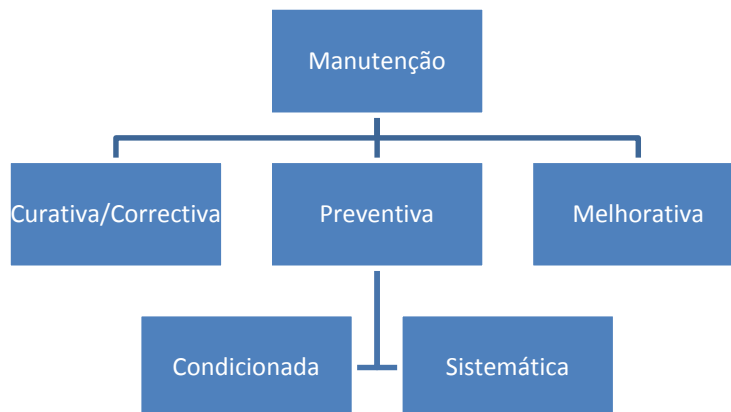 Manutenção
Curativa/Correctiva
Preventiva
Melhorativa
Condicionada
Sistemática